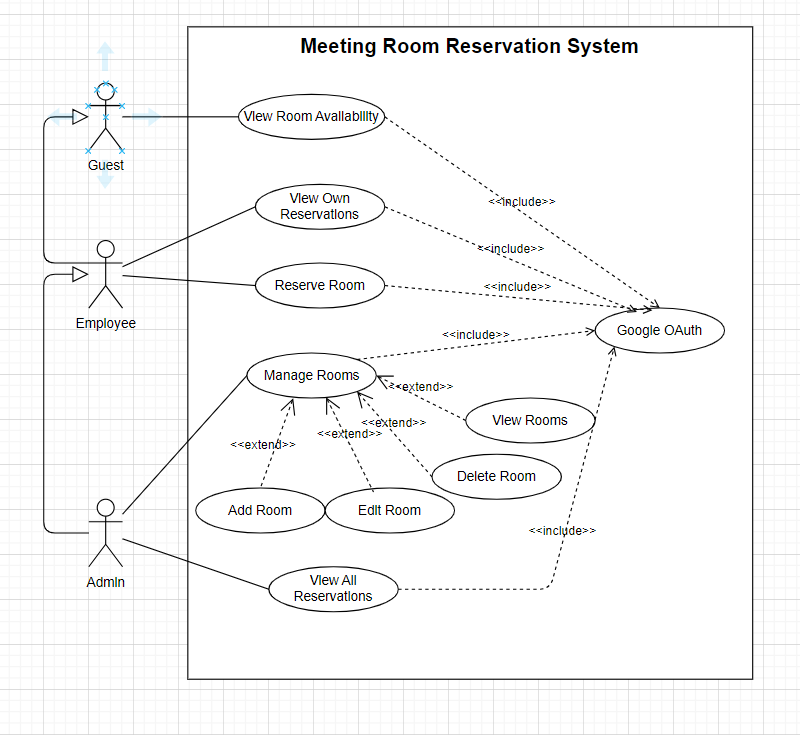 Meeting Room Reservation System
View Room Availability
Guest
<<include>>
View Own
Reservations
<<include>>
Reserve Room
<<include>>
Employee
Google OAuth
<<include>>
Manage Rooms
<<extend>>
View Rooms
<<extend>>
<<extend>>
<<extend>>
Delete Room
Add Room
Edit Room
<<include>>
Admin
View All
Reservations